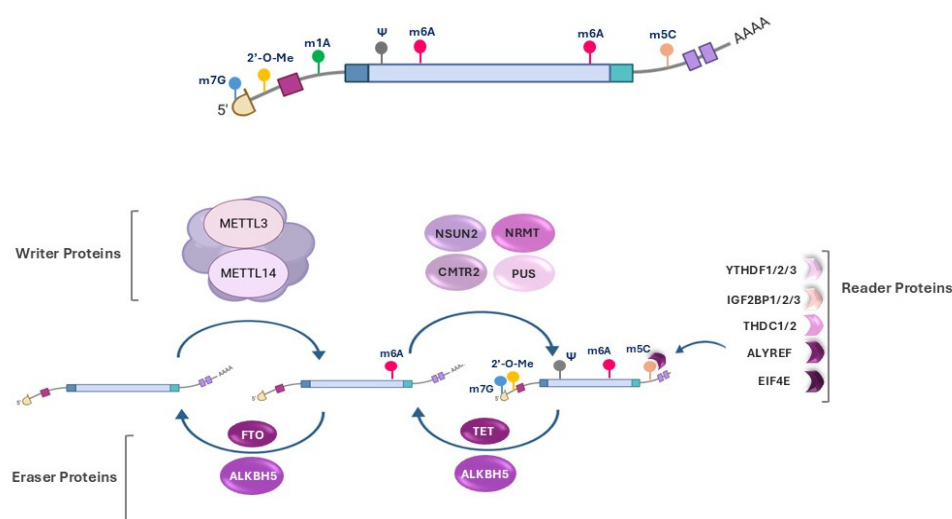 AAAA
Ψ
m6A
m6A
m5C
m1A
2'-O-Me
m7G
5'
METTL3
METTL14
Writer Proteins
NSUN2
NRMT
CMTR2
PUS
YTHDF1/2/3
IGF2BP1/2/3
THDC1/2
ALYREF
EIF4E
Reader Proteins
m6A
2'-O-Me
Ψ
m6A
m5C
m7G
AAAA
AAAA
5'
5'
5'
FTO
ALKBH5
TET
ALKBH5
Eraser Proteins